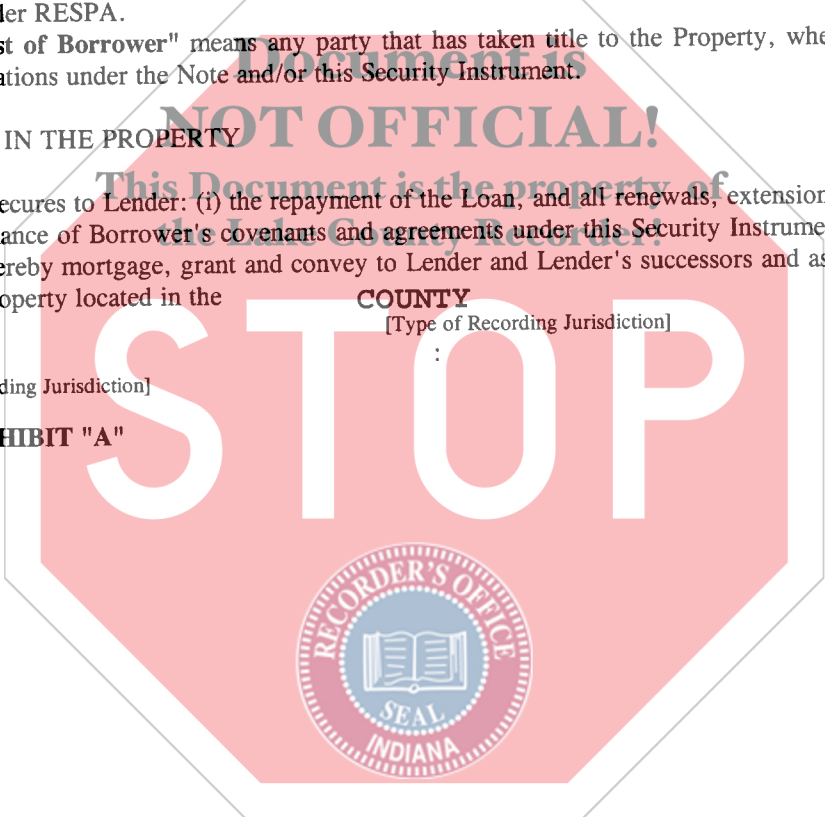 der RESPA.
st of Borrower" means any party that has taken title to the Property, whe
ations under the Note and/or this Security Instrument.
Document is
NOT OFFICIAL!
IN THE PROPERTY
This Document is the property of
the Lake County Recorder!
ecures to Lender: (i) the repayment of the Loan, and all renewals, extension
ance of Borrower's covenants and agreements under this Security Instrume
ereby mortgage, grant and convey to Lender and Lender's successors and as
operty located in the COUNTY
[Type of Recording Jurisdiction]
:
ding Jurisdiction]
HIBIT "A"
STOP
RECORDER'S OFFICE
SEAL
INDIANA